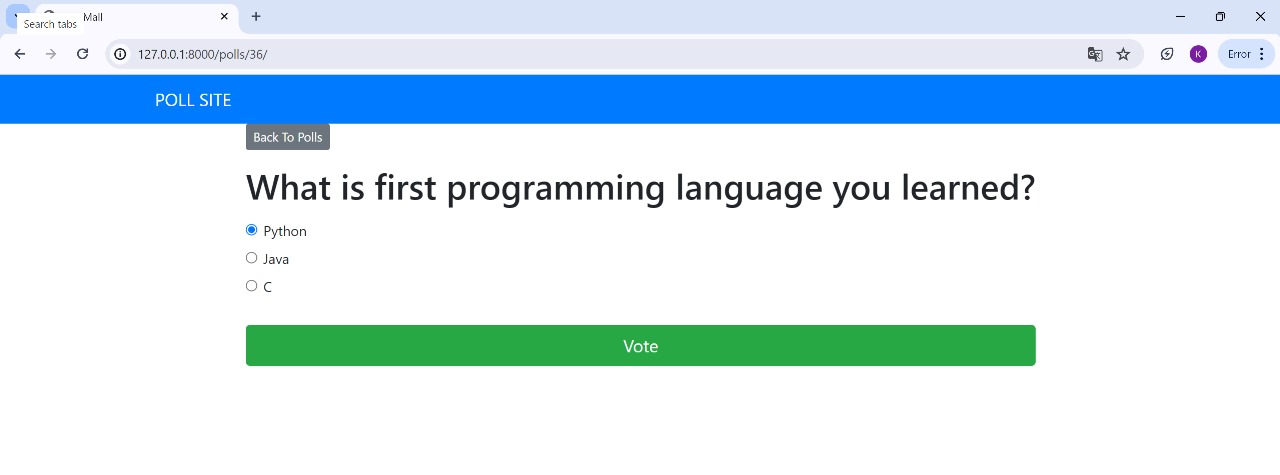 Mall
Search tabs
127.0.0.1:8000/polls/36/
K
Error
POLL SITE
Back To Polls
What is first programming language you learned?
Python
Java
C
Vote